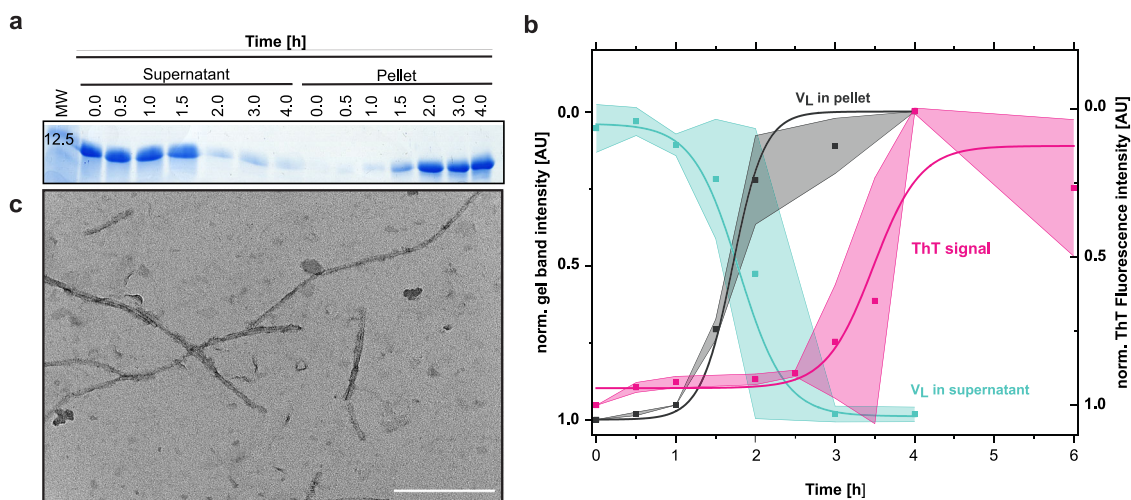 a
Time [h]
Supernatant
Pellet
MW
0.0
0.5
1.0
1.5
2.0
3.0
4.0
0.0
0.5
1.0
1.5
2.0
3.0
4.0
12.5
c
b
norm. gel band intensity [AU]
0.0
0.5
1.0
VL in pellet
ThT signal
VL in supernatant
0.0
0.5
1.0
norm. ThT Fluorescence intensity [AU]
0 1 2 3 4 5 6
Time [h]